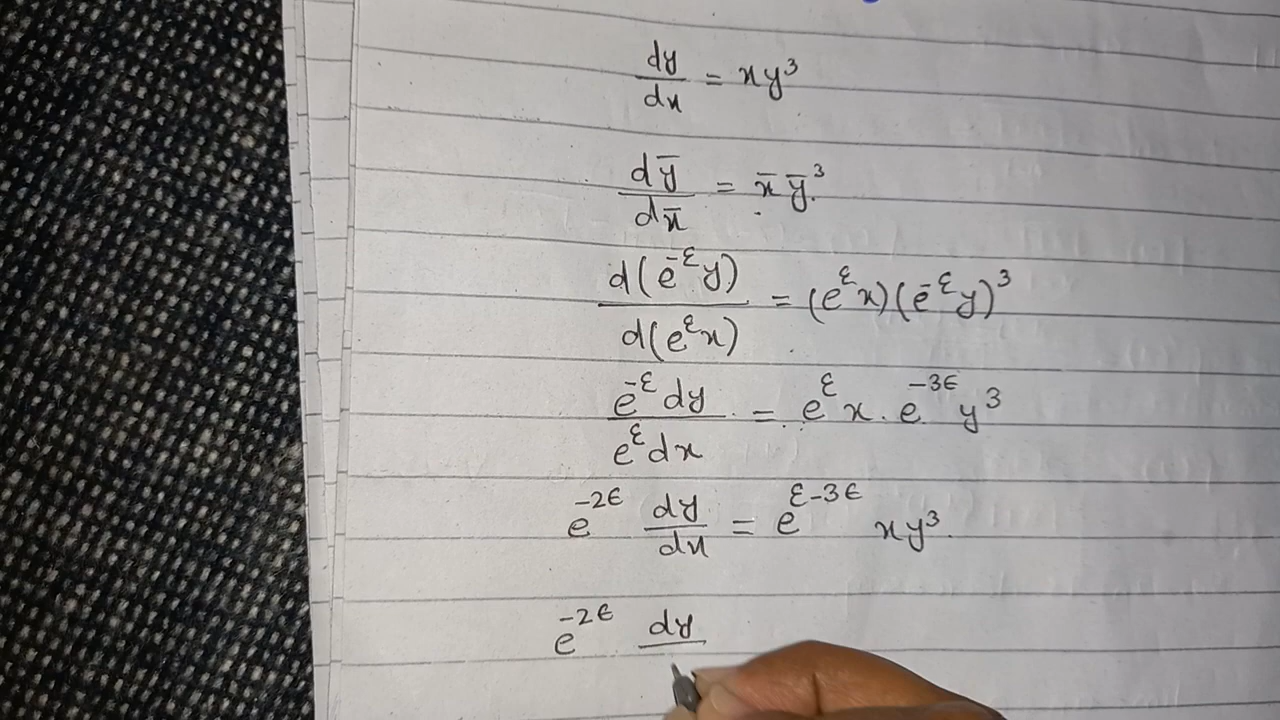 dy/dx = xy³
dȳ/dx̄ = x̄ ȳ³.
d(e^-ε y)/d(e^ε x) = (e^ε x)(e^-ε y)³
e^-ε dy/e^ε dx = e^ε x . e^-3ε y³
e^-2ε dy/dx = e^ε-3ε xy³.
e^-2ε dy